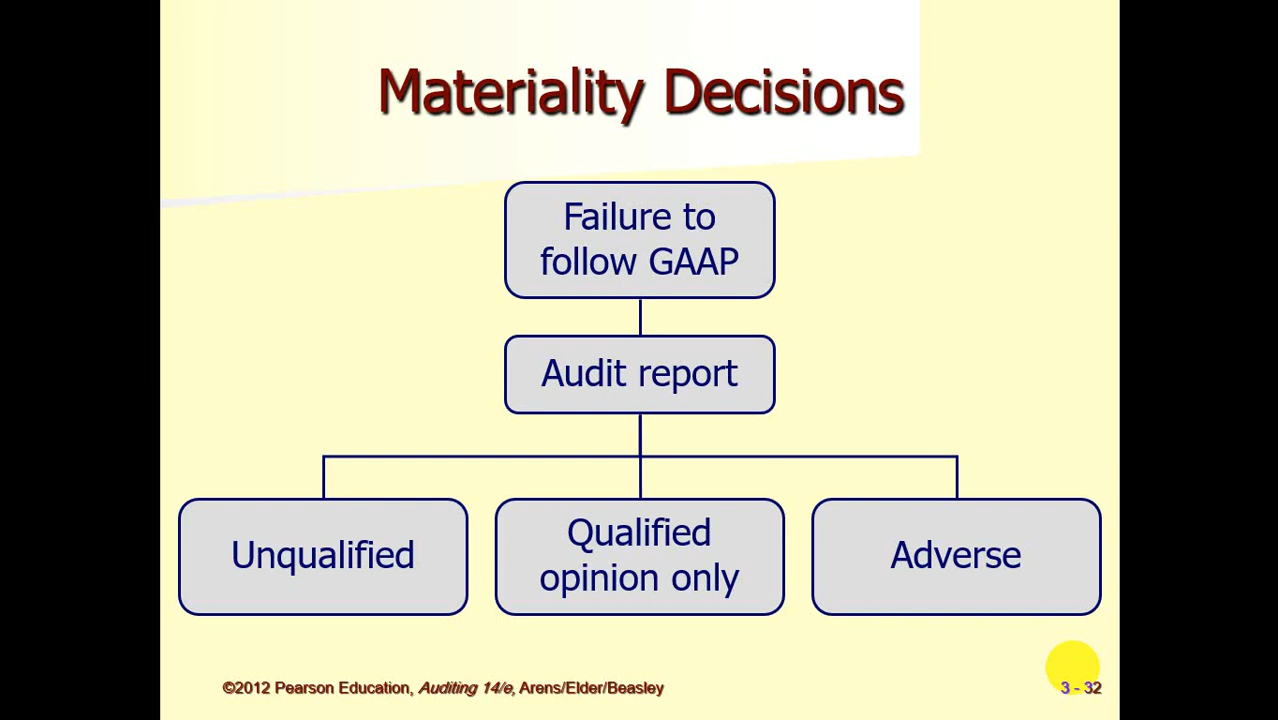 Materiality Decisions
Failure to
follow GAAP
Audit report
Unqualified
Qualified
opinion only
Adverse
©2012 Pearson Education, Auditing 14/e, Arens/Elder/Beasley
3 - 32